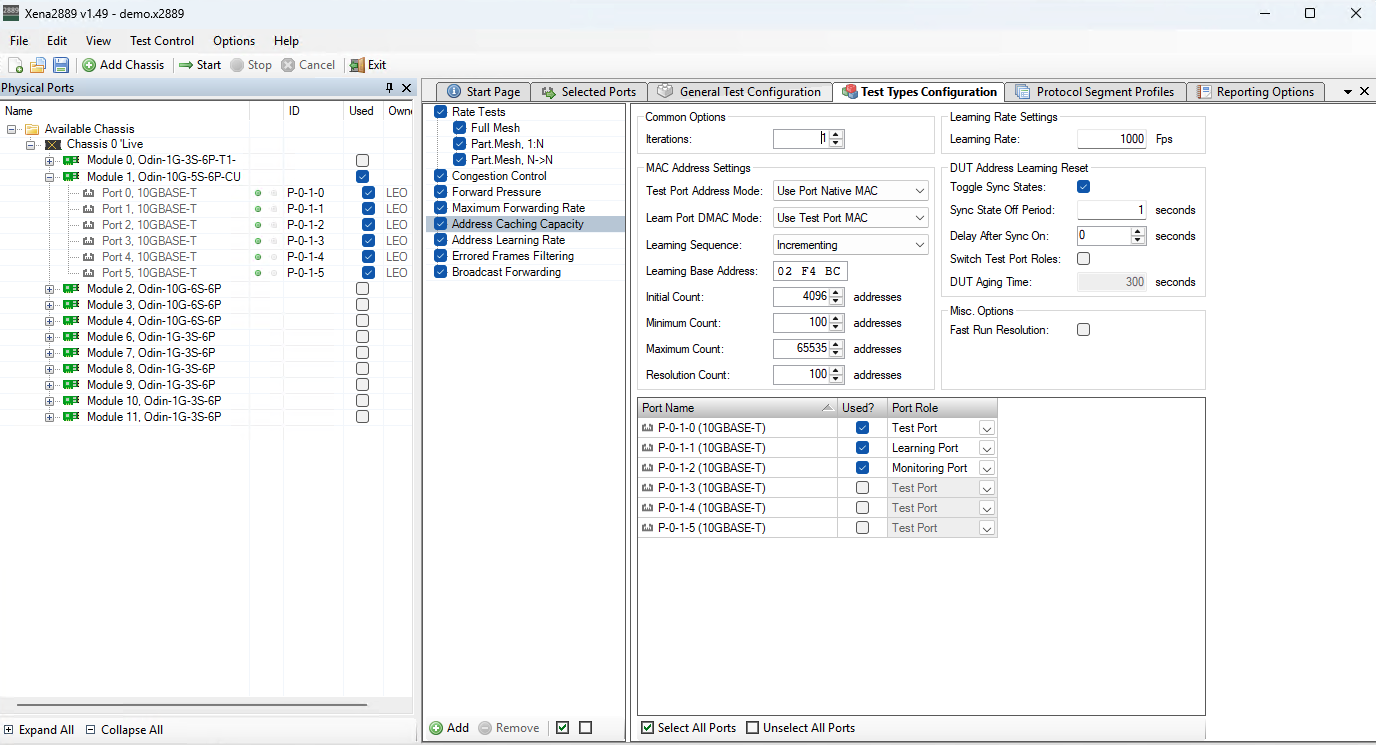 Xena2889 v1.49 - demo.x2889
File Edit View Test Control Options Help
Add Chassis Start Stop Cancel Exit
Physical Ports
Name ID Used Own
Available Chassis
Chassis 0 'Live
Module 0, Odin-1G-3S-6P-T1-
Module 1, Odin-10G-5S-6P-CU
Port 0, 10GBASE-T P-0-1-0 LEO
Port 1, 10GBASE-T P-0-1-1 LEO
Port 2, 10GBASE-T P-0-1-2 LEO
Port 3, 10GBASE-T P-0-1-3 LEO
Port 4, 10GBASE-T P-0-1-4 LEO
Port 5, 10GBASE-T P-0-1-5 LEO
Module 2, Odin-10G-6S-6P
Module 3, Odin-10G-6S-6P
Module 4, Odin-10G-6S-6P
Module 6, Odin-1G-3S-6P
Module 7, Odin-1G-3S-6P
Module 8, Odin-1G-3S-6P
Module 9, Odin-1G-3S-6P
Module 10, Odin-1G-3S-6P
Module 11, Odin-1G-3S-6P
Expand All Collapse All
Start Page Selected Ports General Test Configuration Test Types Configuration Protocol Segment Profiles Reporting Options
Rate Tests
Full Mesh
Part.Mesh, 1:N
Part.Mesh, N->N
Congestion Control
Forward Pressure
Maximum Forwarding Rate
Address Caching Capacity
Address Learning Rate
Errored Frames Filtering
Broadcast Forwarding
Add Remove
Common Options
Iterations: 1
MAC Address Settings
Test Port Address Mode: Use Port Native MAC
Learn Port DMAC Mode: Use Test Port MAC
Learning Sequence: Incrementing
Learning Base Address: 02 F4 BC
Initial Count: 4096 addresses
Minimum Count: 100 addresses
Maximum Count: 65535 addresses
Resolution Count: 100 addresses
Learning Rate Settings
Learning Rate: 1000 Fps
DUT Address Learning Reset
Toggle Sync States:
Sync State Off Period: 1 seconds
Delay After Sync On: 0 seconds
Switch Test Port Roles:
DUT Aging Time: 300 seconds
Misc. Options
Fast Run Resolution:
Port Name Used? Port Role
P-0-1-0 (10GBASE-T) Test Port
P-0-1-1 (10GBASE-T) Learning Port
P-0-1-2 (10GBASE-T) Monitoring Port
P-0-1-3 (10GBASE-T) Test Port
P-0-1-4 (10GBASE-T) Test Port
P-0-1-5 (10GBASE-T) Test Port
Select All Ports Unselect All Ports